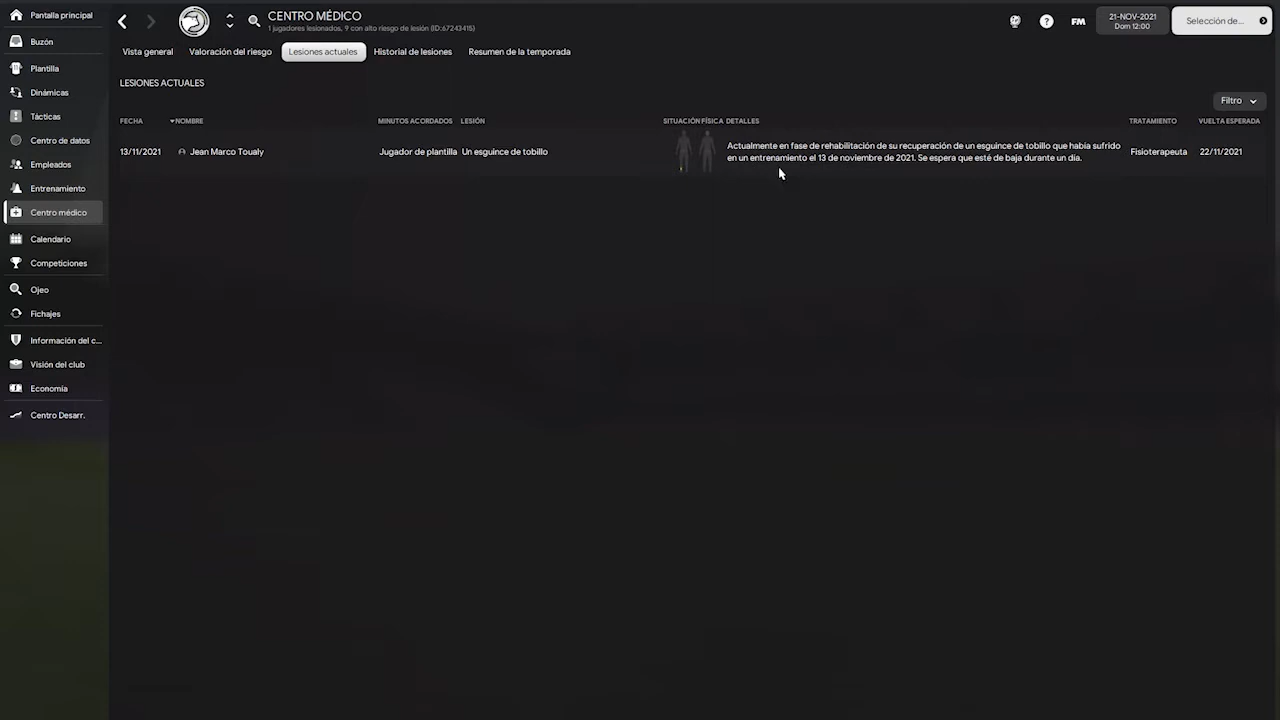 Pantalla principal
Buzón
Plantilla
Dinámicas
Tácticas
Centro de datos
Empleados
Entrenamiento
Centro médico
Calendario
Competiciones
Ojeo
Fichajes
Información del c...
Visión del club
Economía
Centro Desarr.
CENTRO MÉDICO
1 jugadores lesionados, 9 con alto riesgo de lesión (ID:67243415)
FM
21-NOV-2021
Dom 12:00
Selección de...
Vista general
Valoración del riesgo
Lesiones actuales
Historial de lesiones
Resumen de la temporada
LESIONES ACTUALES
Filtro
FECHA NOMBRE MINUTOS ACORDADOS LESIÓN SITUACIÓN FÍSICA DETALLES TRATAMIENTO VUELTA ESPERADA
13/11/2021 Jean Marco Toualy Jugador de plantilla Un esguince de tobillo
Actualmente en fase de rehabilitación de su recuperación de un esguince de tobillo que había sufrido
en un entrenamiento el 13 de noviembre de 2021. Se espera que esté de baja durante un día.
Fisioterapeuta 22/11/2021